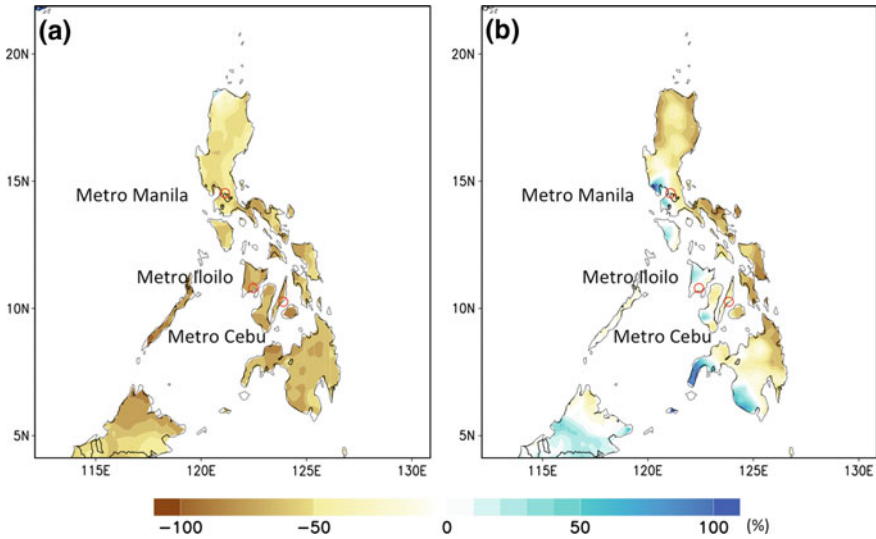 (a)
20N
15N
10N
5N
115E 120E 125E 130E
Metro Manila
Metro Iloilo
Metro Cebu
(b)
20N
15N
10N
5N
115E 120E 125E 130E
Metro Manila
Metro Iloilo
Metro Cebu
−100 −50 0 50 100 (%)